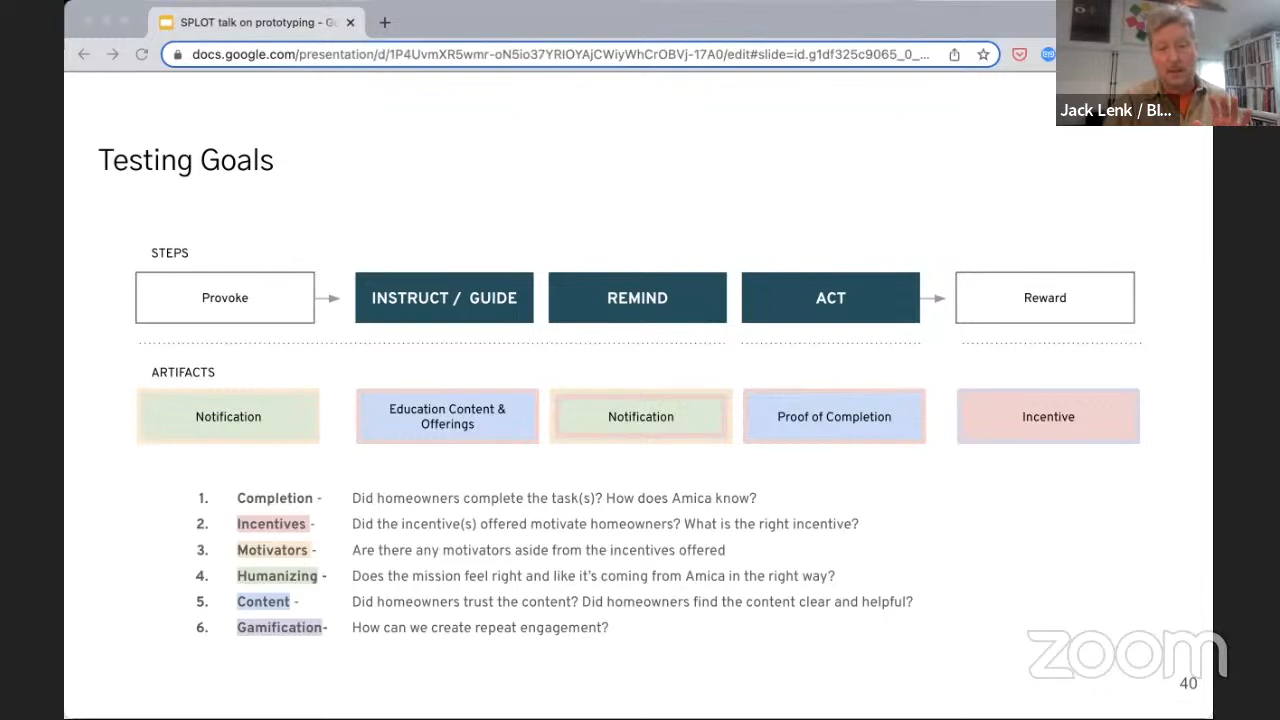 SPLOT talk on prototyping - G
docs.google.com/presentation/d/1P4UvmXR5wmr-oN5io37YRIOYAjCWiyWhCrOBVj-17A0/edit#slide=id.g1df325c9065_0_...
Jack Lenk / Bl...
Testing Goals
STEPS
Provoke
INSTRUCT / GUIDE
REMIND
ACT
Reward
ARTIFACTS
Notification
Education Content &
Offerings
Notification
Proof of Completion
Incentive
1. Completion - Did homeowners complete the task(s)? How does Amica know?
2. Incentives - Did the incentive(s) offered motivate homeowners? What is the right incentive?
3. Motivators - Are there any motivators aside from the incentives offered
4. Humanizing - Does the mission feel right and like it's coming from Amica in the right way?
5. Content - Did homeowners trust the content? Did homeowners find the content clear and helpful?
6. Gamification- How can we create repeat engagement?
zoom
40